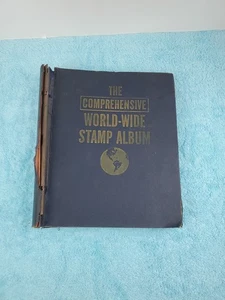 THE
COMPREHENSIVE
WORLD-WIDE
STAMP ALBUM